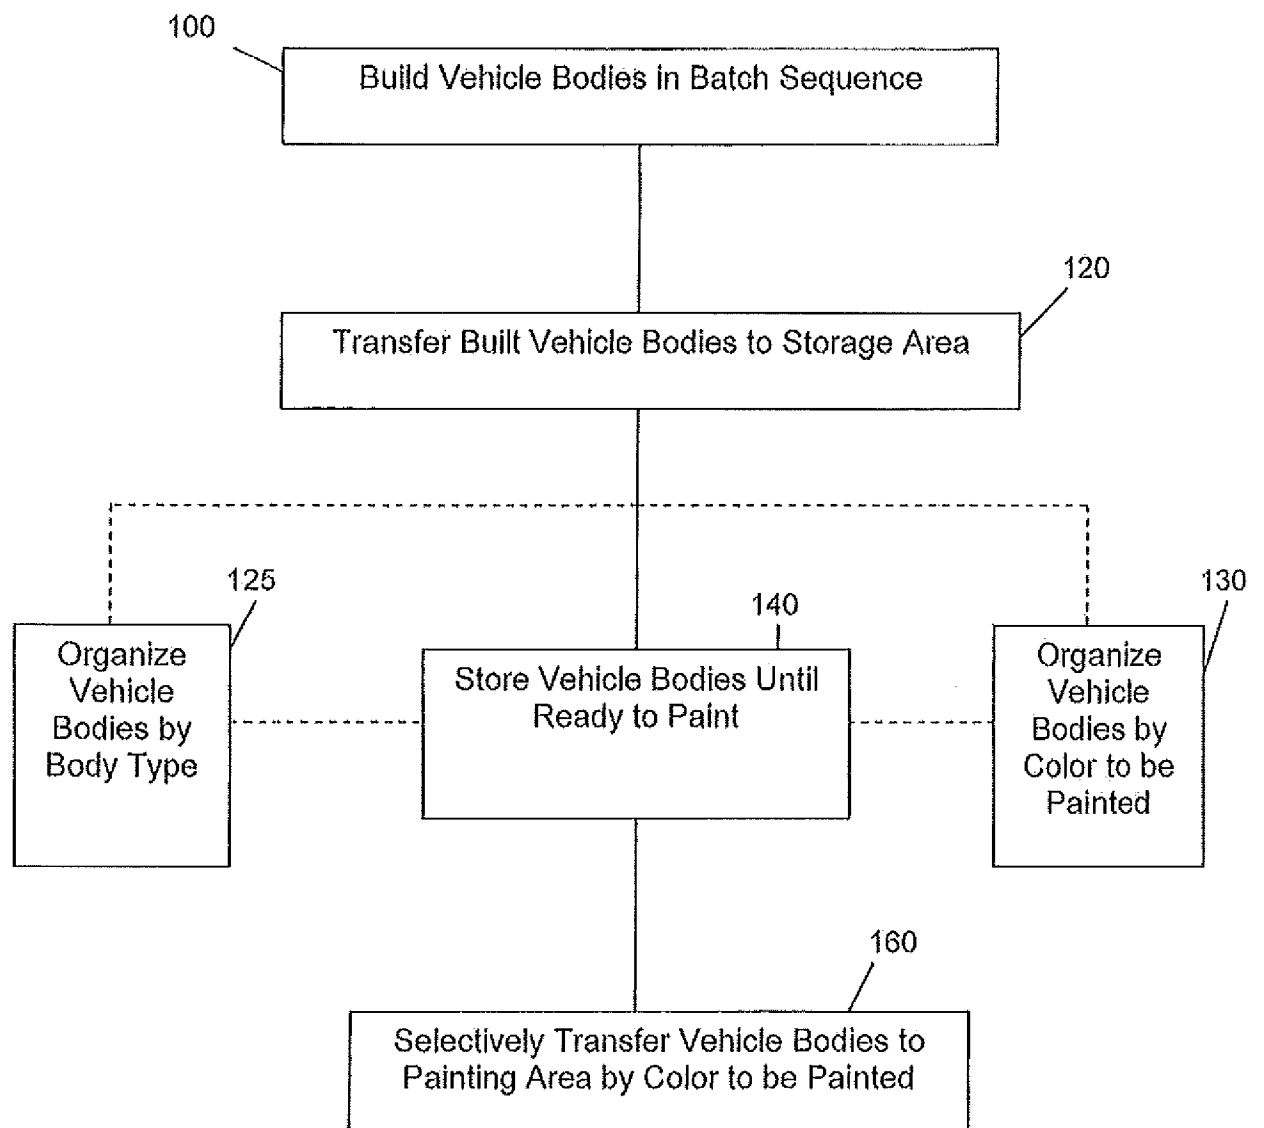 100
Build Vehicle Bodies in Batch Sequence
120
Transfer Built Vehicle Bodies to Storage Area
125
Organize
Vehicle
Bodies by
Body Type
140
Store Vehicle Bodies Until
Ready to Paint
130
Organize
Vehicle
Bodies by
Color to be
Painted
160
Selectively Transfer Vehicle Bodies to
Painting Area by Color to be Painted